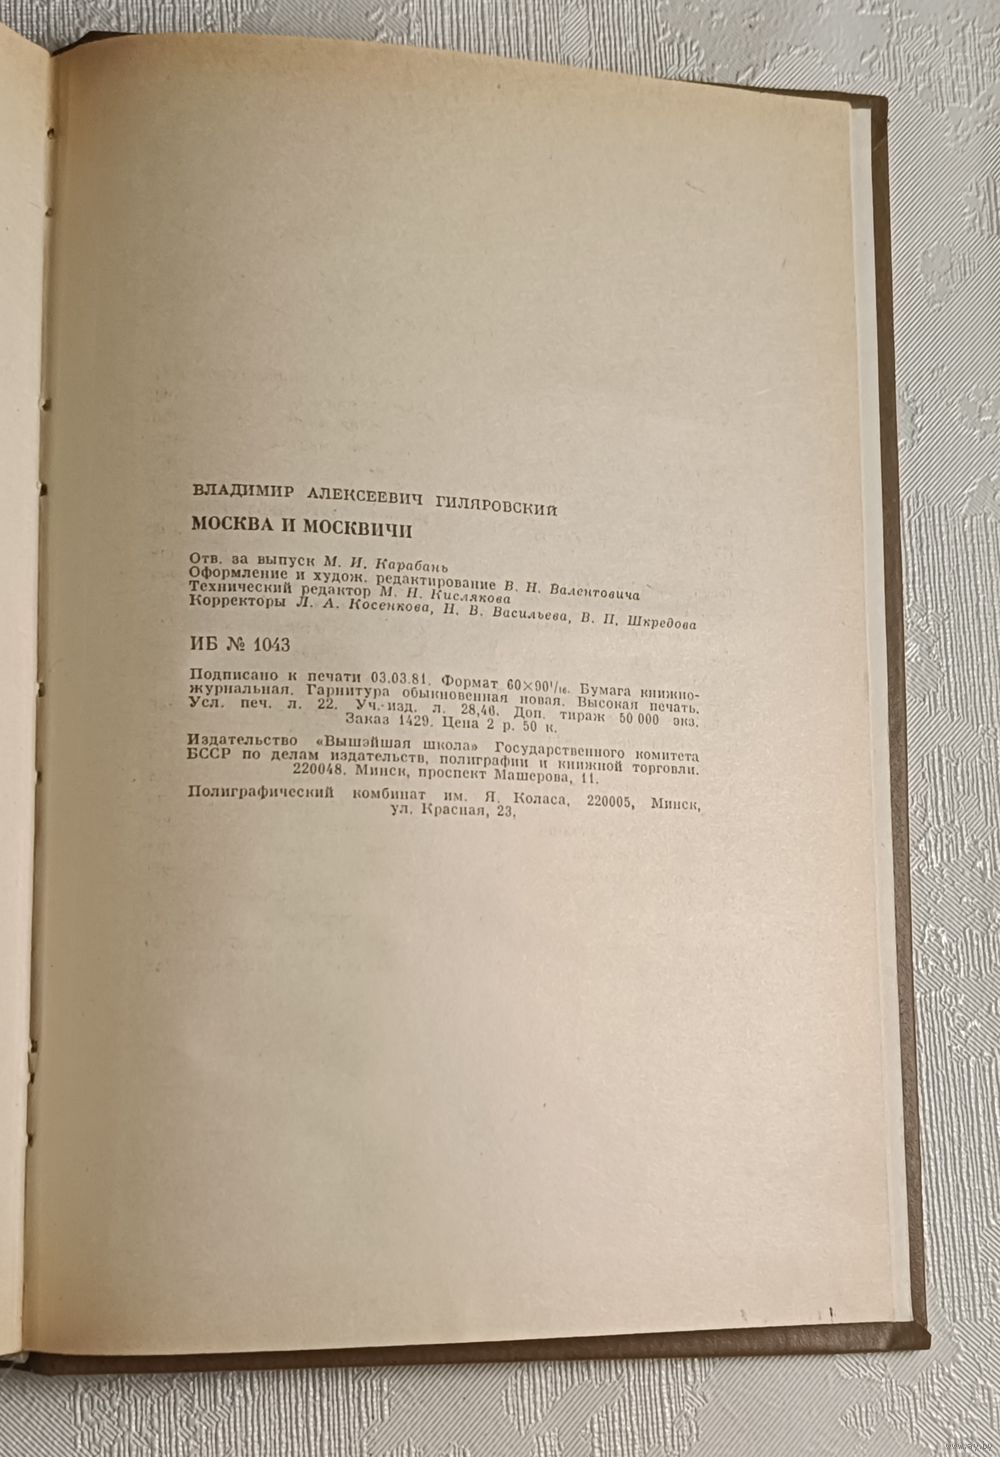 ВЛАДИМИР АЛЕКСЕЕВИЧ ГИЛЯРОВСКИЙ
МОСКВА И МОСКВИЧИ
Отв. за выпуск М. И. Карабань
Оформление и худож. редактирование В. Н. Валентовича
Технический редактор М. Н. Кислякова
Корректоры Л. А. Косенкова, Н. В. Васильева, В. П. Шкредова
ИБ № 1043
Подписано к печати 03.03.81. Формат 60×90¹/₁₆. Бумага книжно-
журнальная. Гарнитура обыкновенная новая. Высокая печать.
Усл. печ. л. 22. Уч.-изд. л. 28,46. Доп. тираж 50 000 экз.
Заказ 1429. Цена 2 р. 50 к.
Издательство «Вышэйшая школа» Государственного комитета
БССР по делам издательств, полиграфии и книжной торговли.
220048. Минск, проспект Машерова, 11.
Полиграфический комбинат им. Я. Коласа, 220005, Минск,
ул. Красная, 23.
www.ay.by